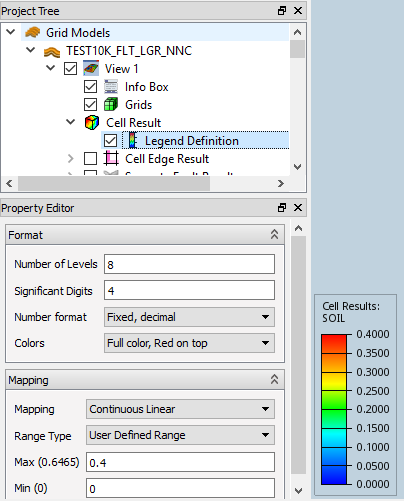 Project Tree
Grid Models
TEST10K_FLT_LGR_NNC
View 1
Info Box
Grids
Cell Result
Legend Definition
Cell Edge Result
Property Editor
Format
Number of Levels 8
Significant Digits 4
Number format Fixed, decimal
Colors Full color, Red on top
Mapping
Mapping Continuous Linear
Range Type User Defined Range
Max (0.6465) 0.4
Min (0) 0
Cell Results:
SOIL
0.4000
0.3500
0.3000
0.2500
0.2000
0.1500
0.1000
0.0500
0.0000